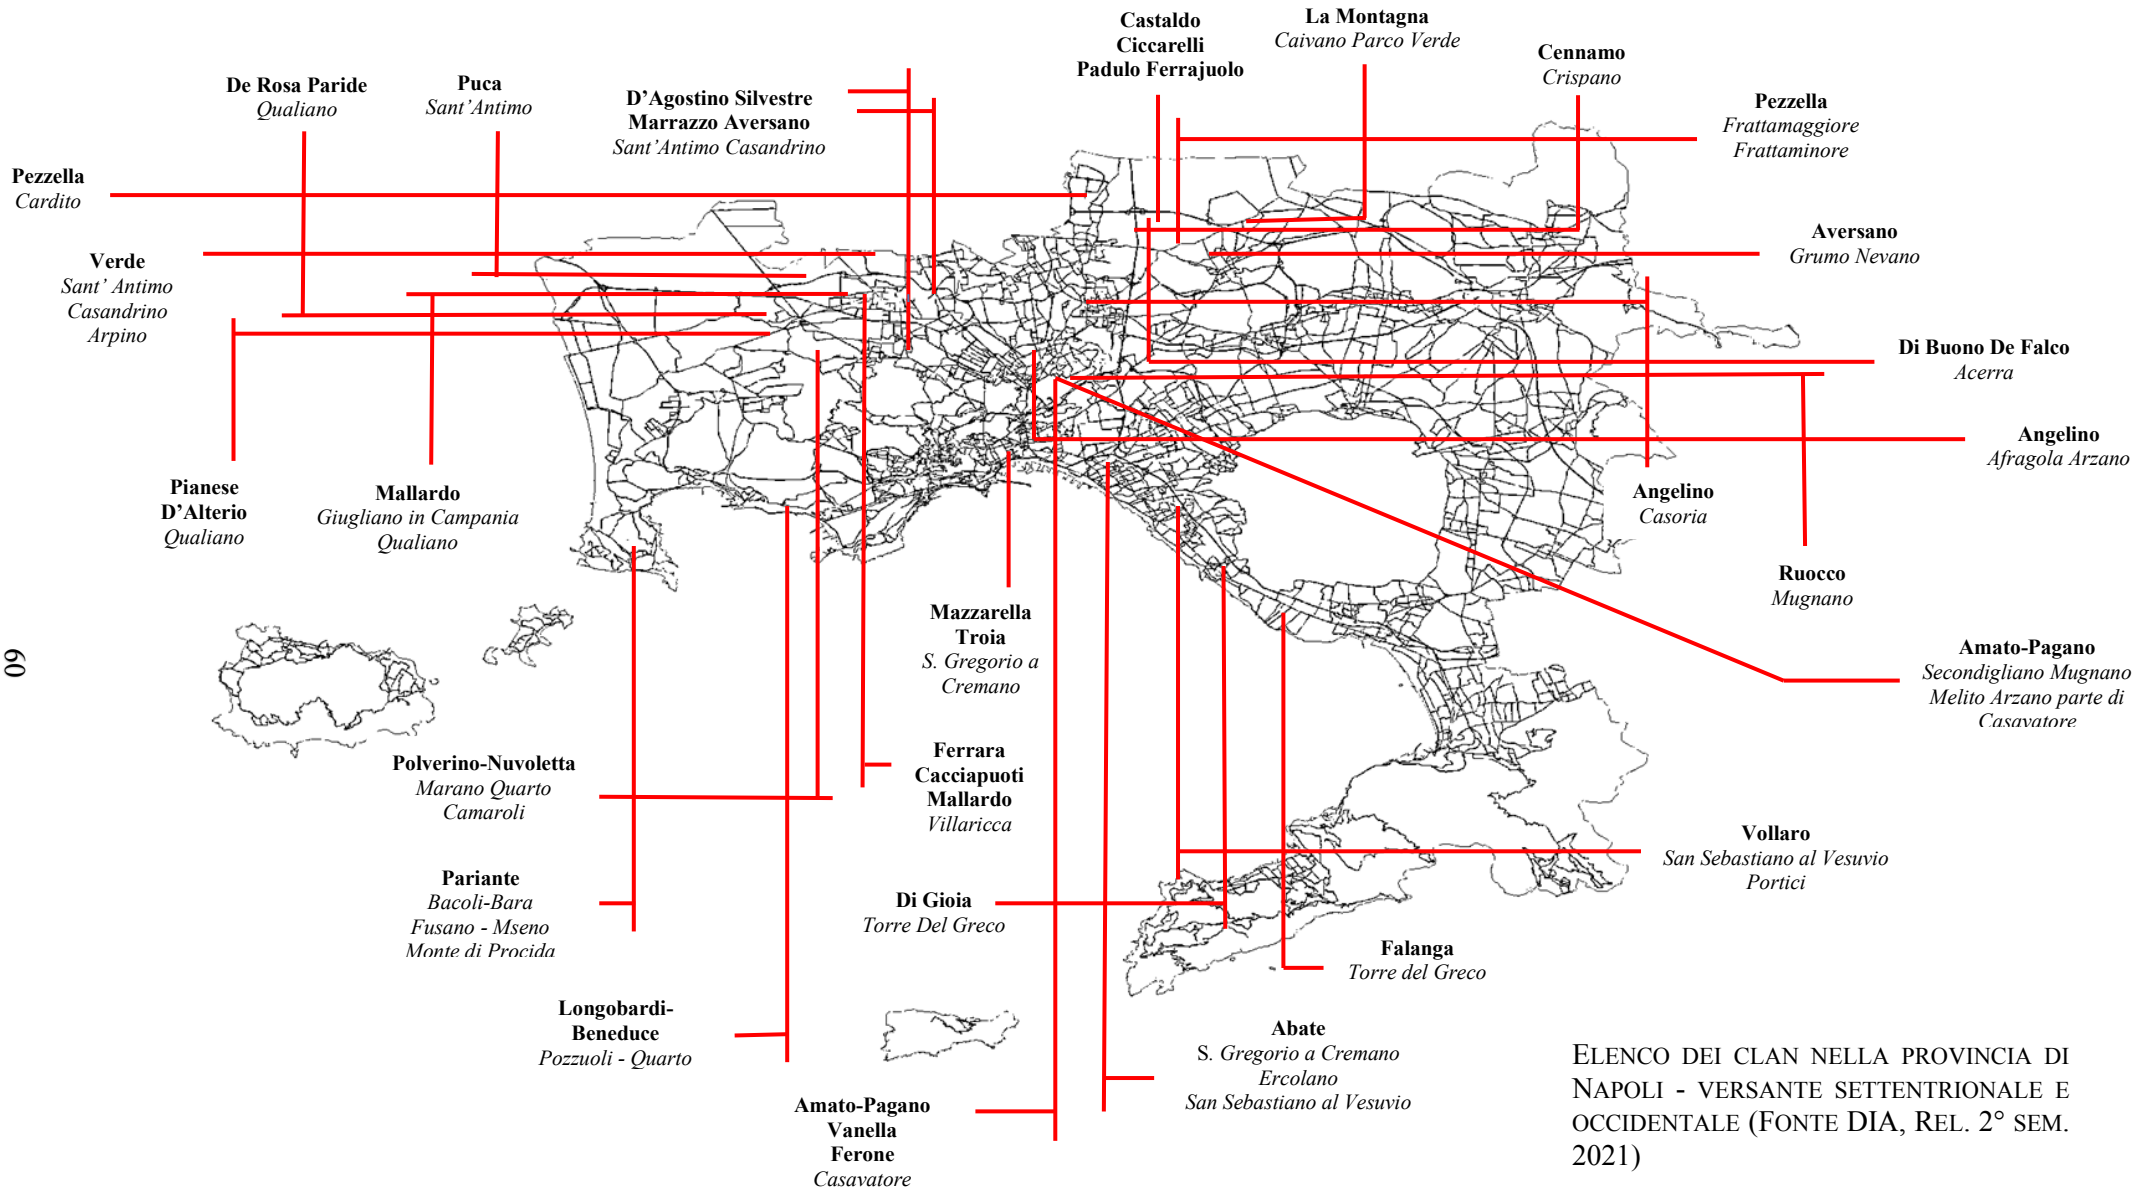 Castaldo
Ciccarelli
Padulo Ferrajuolo
La Montagna
Caivano Parco Verde
Cennamo
Crispano
De Rosa Paride
Qualiano
Puca
Sant'Antimo
D'Agostino Silvestre
Marrazzo Aversano
Sant'Antimo Casandrino
Pezzella
Frattamaggiore
Frattaminore
Pezzella
Cardito
Verde
Sant' Antimo
Casandrino
Arpino
Aversano
Grumo Nevano
Di Buono De Falco
Acerra
Angelino
Afragola Arzano
Pianese
D'Alterio
Qualiano
Mallardo
Giugliano in Campania
Qualiano
Angelino
Casoria
Ruocco
Mugnano
Mazzarella
Troia
S. Gregorio a
Cremano
Amato-Pagano
Secondigliano Mugnano
Melito Arzano parte di
Casavatore
60
Polverino-Nuvoletta
Marano Quarto
Camaroli
Ferrara
Cacciapuoti
Mallardo
Villaricca
Vollaro
San Sebastiano al Vesuvio
Portici
Pariante
Bacoli-Bara
Fusano - Mseno
Monte di Procida
Di Gioia
Torre Del Greco
Falanga
Torre del Greco
Longobardi-
Beneduce
Pozzuoli - Quarto
Abate
S. Gregorio a Cremano
Ercolano
San Sebastiano al Vesuvio
Amato-Pagano
Vanella
Ferone
Casavatore
ELENCO DEI CLAN NELLA PROVINCIA DI
NAPOLI - VERSANTE SETTENTRIONALE E
OCCIDENTALE (FONTE DIA, REL. 2° SEM.
2021)